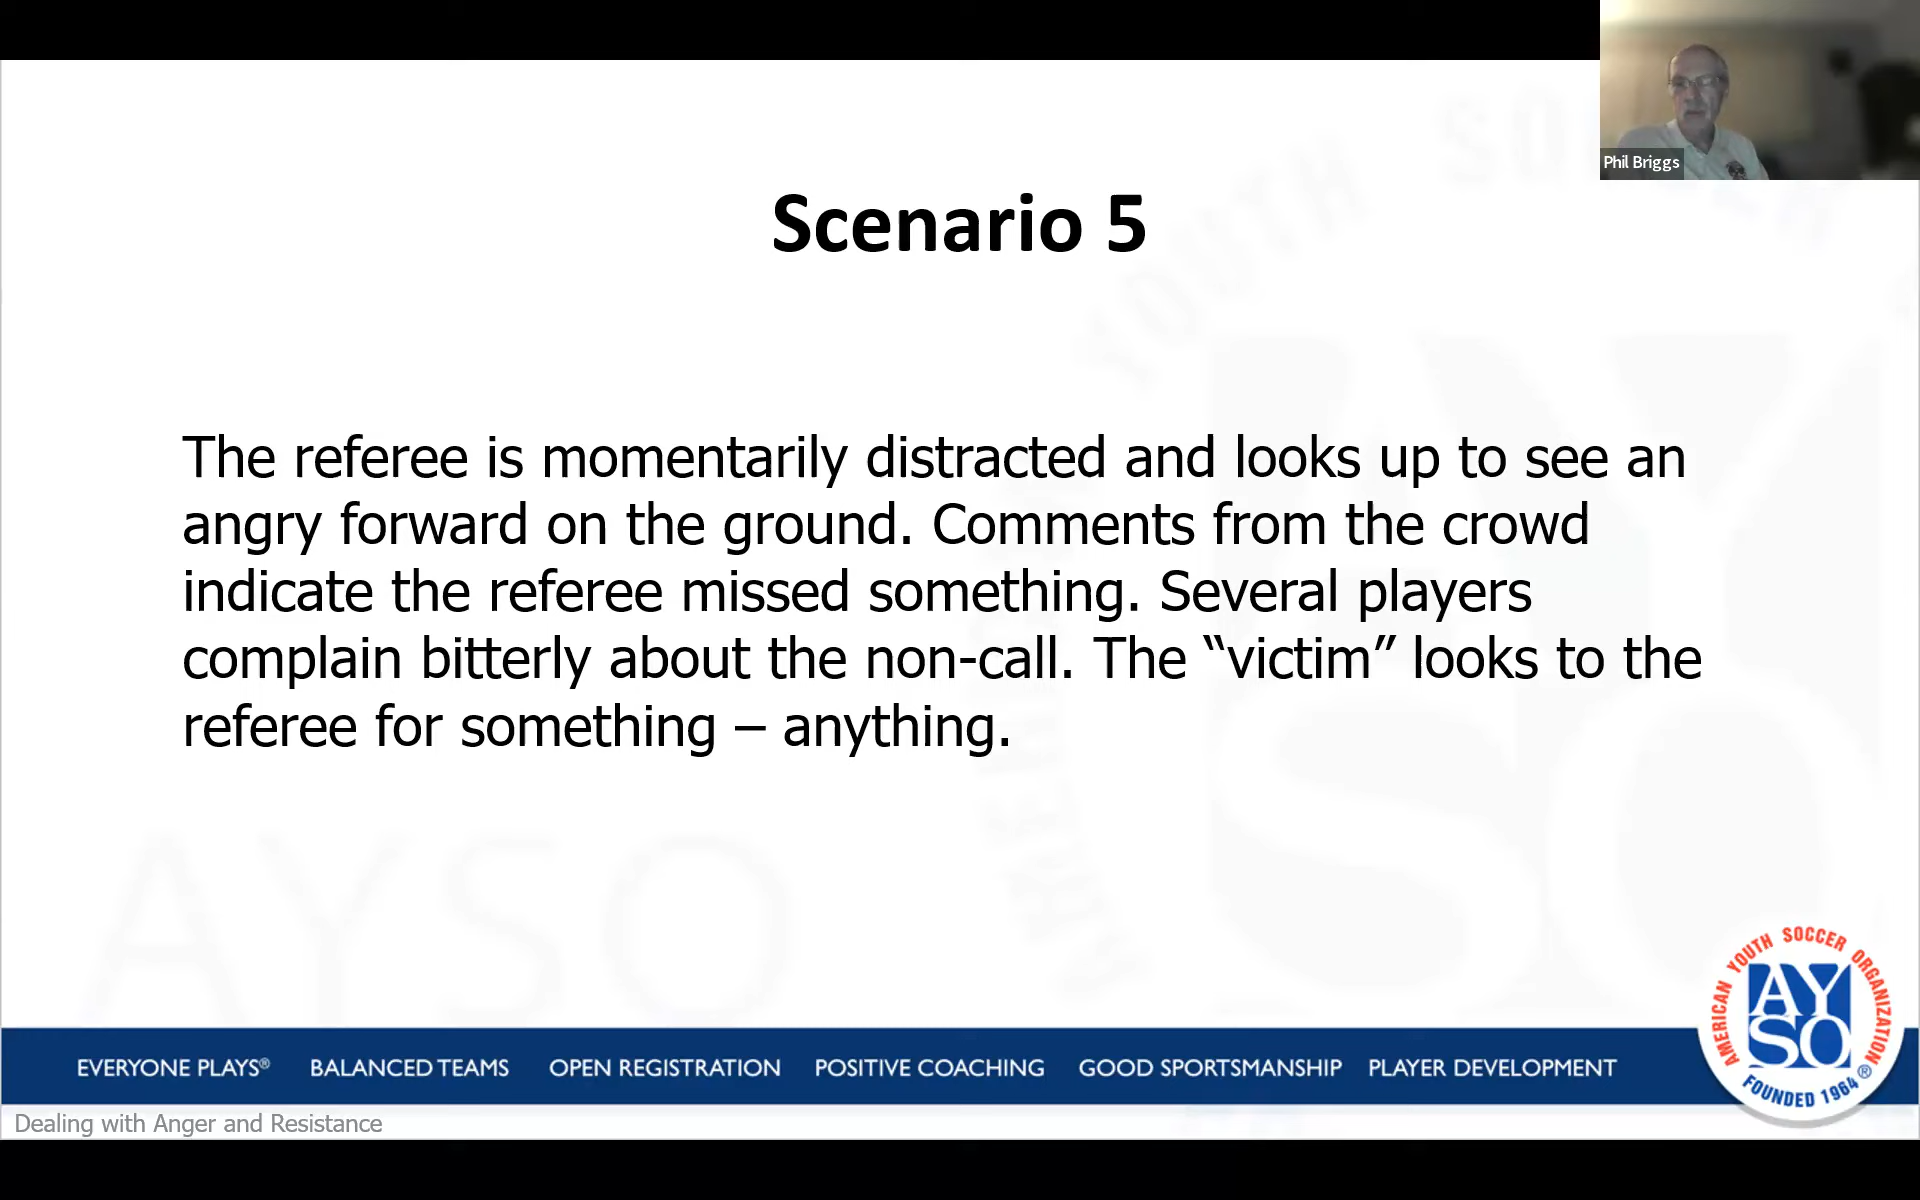 Phil Briggs
Scenario 5
The referee is momentarily distracted and looks up to see an
angry forward on the ground. Comments from the crowd
indicate the referee missed something. Several players
complain bitterly about the non-call. The “victim” looks to the
referee for something – anything.
AYSO
EVERYONE PLAYS® BALANCED TEAMS OPEN REGISTRATION POSITIVE COACHING GOOD SPORTSMANSHIP PLAYER DEVELOPMENT
AMERICAN YOUTH SOCCER ORGANIZATION
AY
SO
®
FOUNDED 1964
Dealing with Anger and Resistance